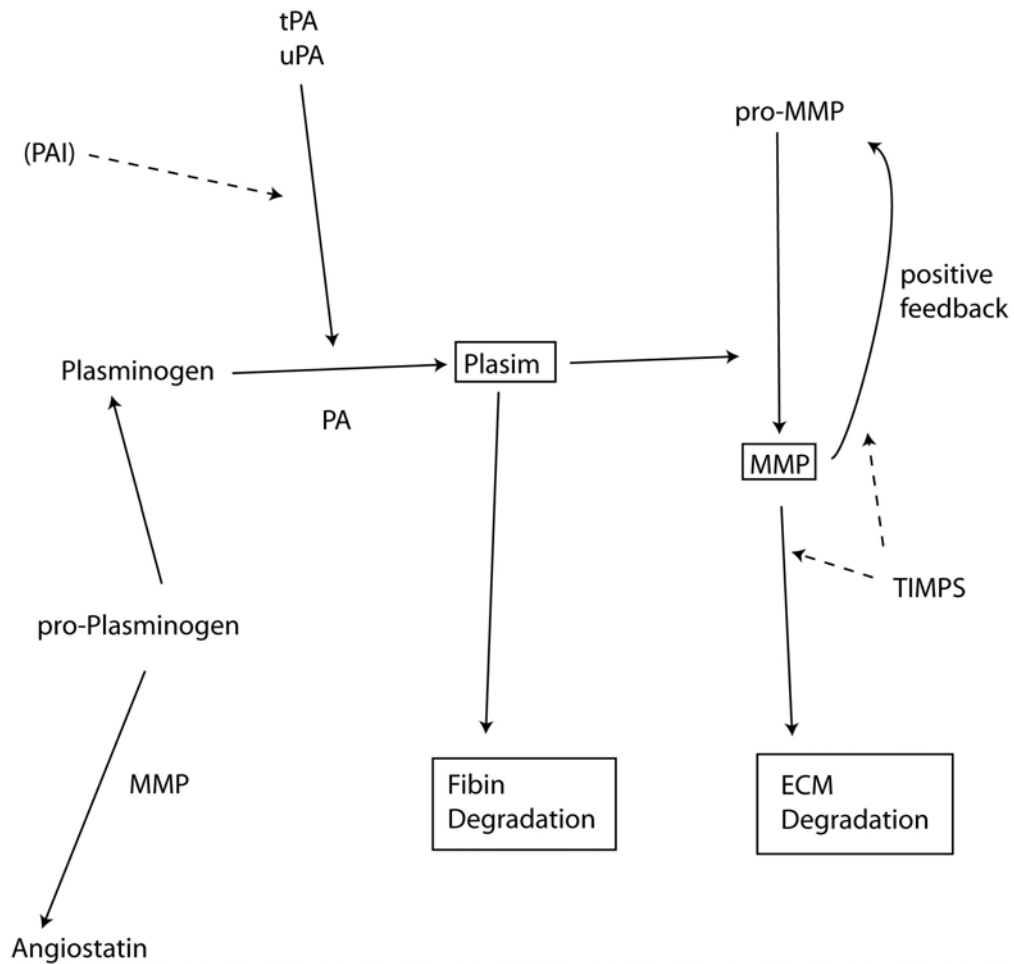 tPA
uPA
(PAI)
pro-MMP
positive
feedback
Plasminogen
Plasim
PA
MMP
TIMPS
pro-Plasminogen
MMP
Fibin
Degradation
ECM
Degradation
Angiostatin